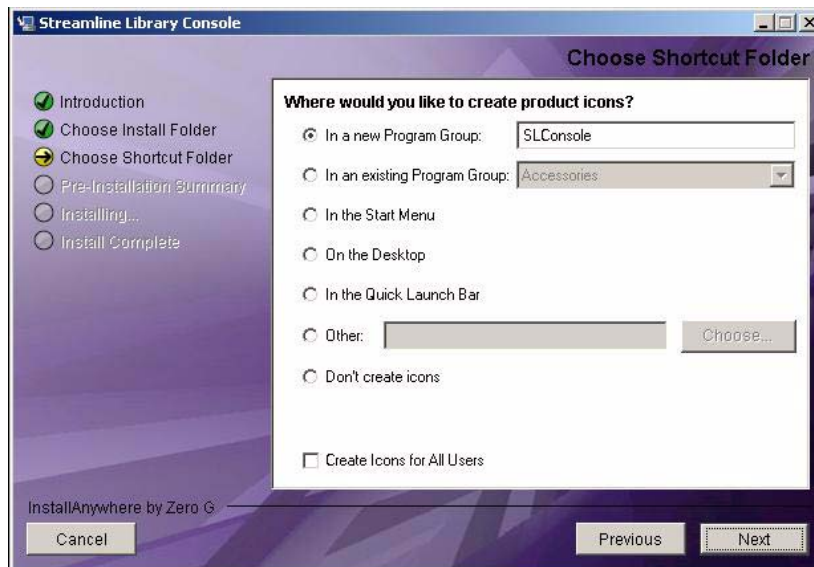 Streamline Library Console
Choose Shortcut Folder
Introduction
Choose Install Folder
Choose Shortcut Folder
Pre-Installation Summary
Installing...
Install Complete
Where would you like to create product icons?
In a new Program Group: SLConsole
In an existing Program Group: Accessories
In the Start Menu
On the Desktop
In the Quick Launch Bar
Other: Choose...
Don't create icons
Create Icons for All Users
InstallAnywhere by Zero G
Cancel Previous Next